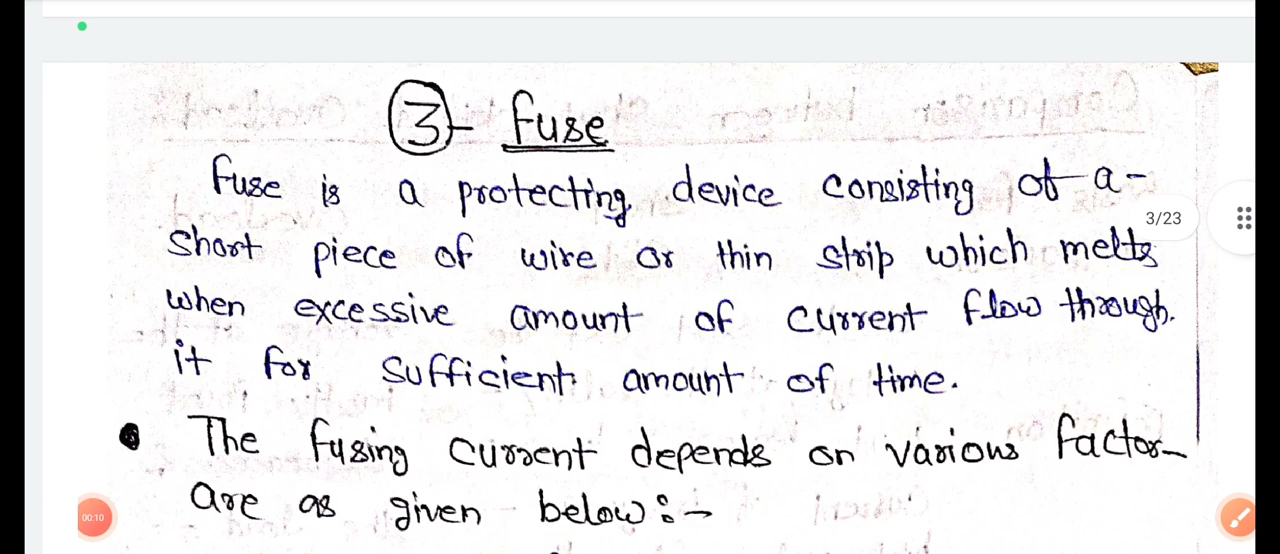 ③- fuse
fuse is a protecting device consisting of a-
short piece of wire or thin strip which melts
3/23
when excessive amount of current flow through.
it for sufficient amount of time.
The fusing current depends on various factor-
are as given below:-
00:10